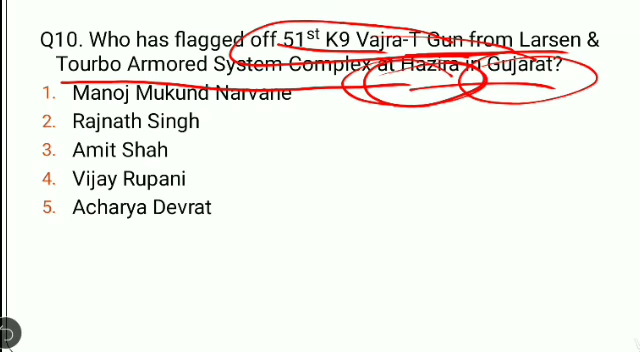 Q10. Who has flagged off 51st K9 Vajra-T Gun from Larsen &
Tourbo Armored System Complex at Hazira in Gujarat?
1. Manoj Mukund Narvane
2. Rajnath Singh
3. Amit Shah
4. Vijay Rupani
5. Acharya Devrat